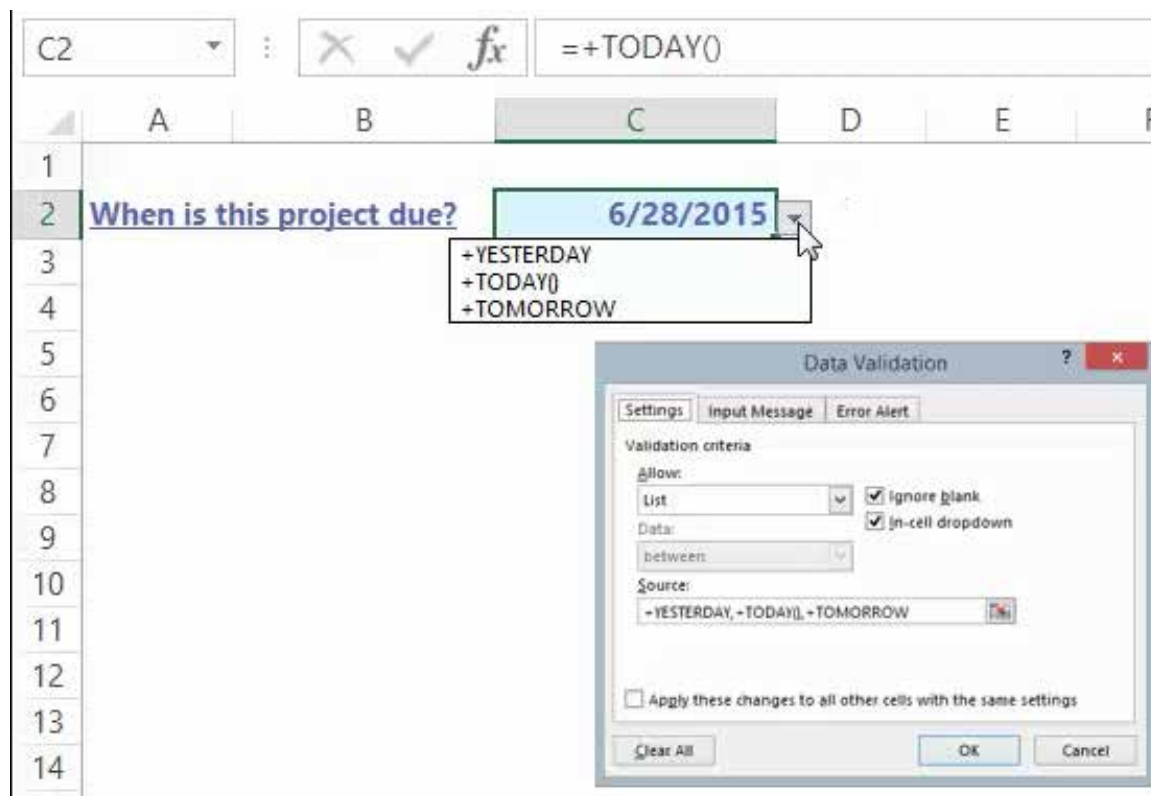 C2 fx =+TODAY()
A B C D E
1
2 When is this project due? 6/28/2015
+YESTERDAY
3
+TODAY()
4 +TOMORROW
5 Data Validation ?
6 Settings Input Message Error Alert
7 Validation criteria
Allow:
8 List Ignore blank
Data: In-cell dropdown
9
between
10 Source:
11 +YESTERDAY, +TODAY(), +TOMORROW
12
Apply these changes to all other cells with the same settings
13
14 Clear All OK Cancel